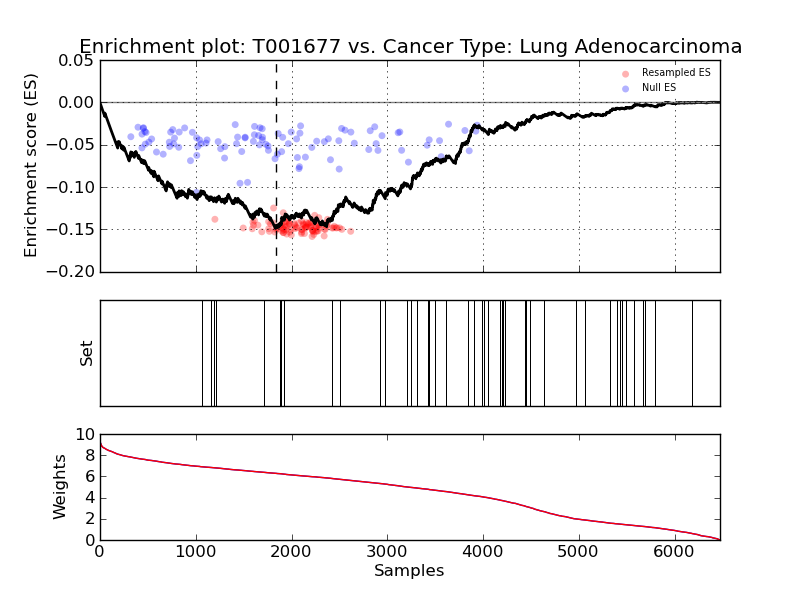 Enrichment plot: T001677 vs. Cancer Type: Lung Adenocarcinoma
0.05
0.00
−0.05
−0.10
−0.15
−0.20
Enrichment score (ES)
Resampled ES
Null ES
Set
10
8
6
4
2
0
Weights
0 1000 2000 3000 4000 5000 6000
Samples